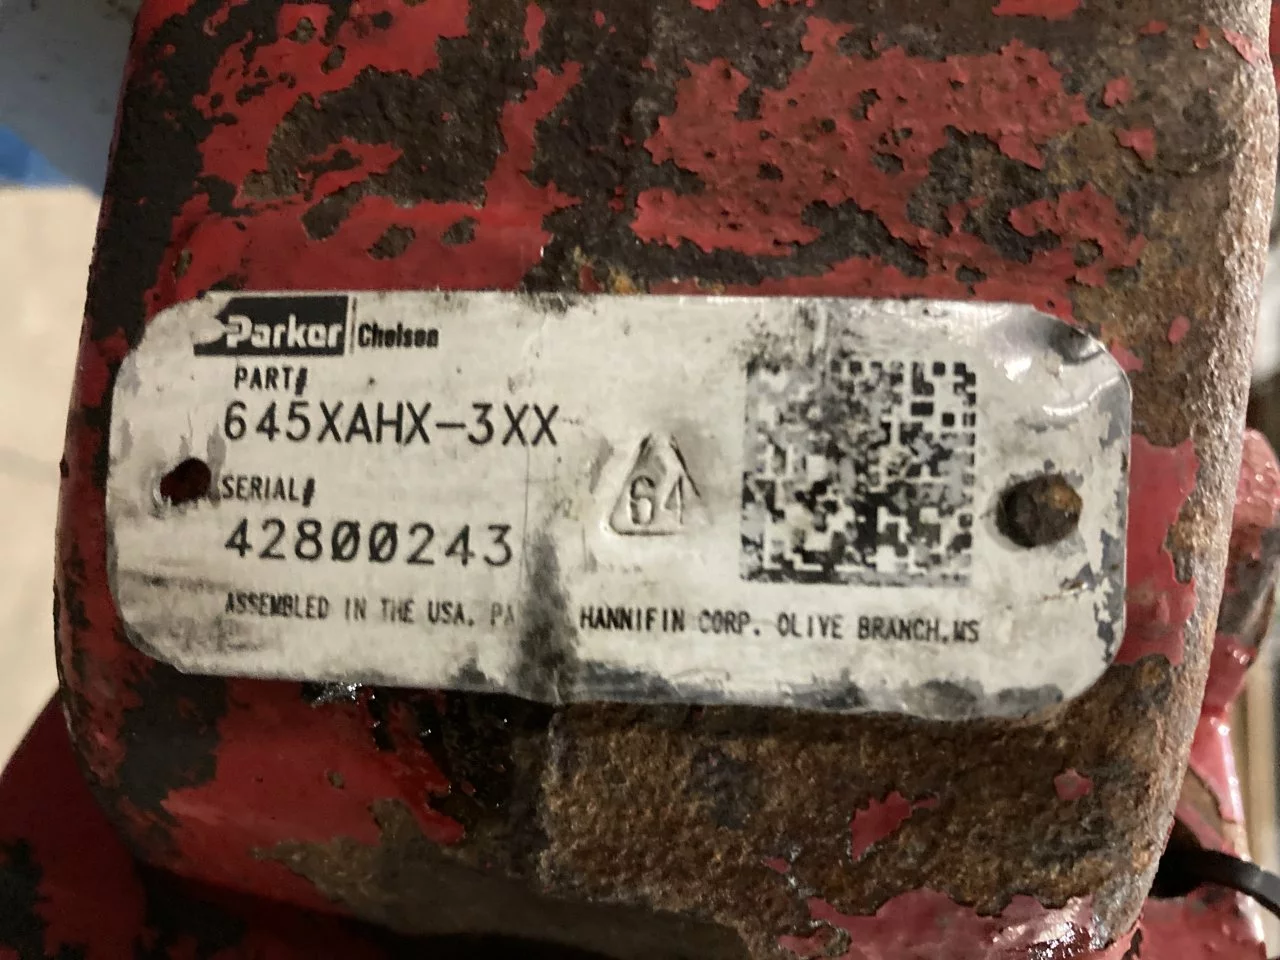 Parker Chelsea
PART#
645XAHX-3XX
SERIAL#
42800243
64
ASSEMBLED IN THE USA. HANNIFIN CORP. OLIVE BRANCH.MS